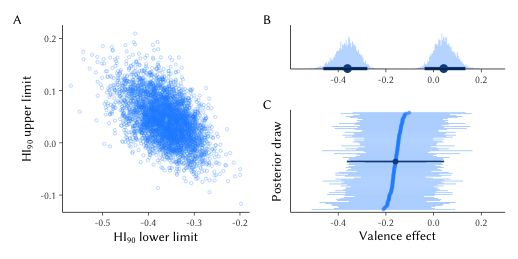 A
0.2
0.1
0.0
-0.1
HI90 upper limit
-0.5
-0.4
-0.3
-0.2
HI90 lower limit
B
-0.4
-0.2
0.0
0.2
C
Posterior draw
-0.4
-0.2
0.0
0.2
Valence effect